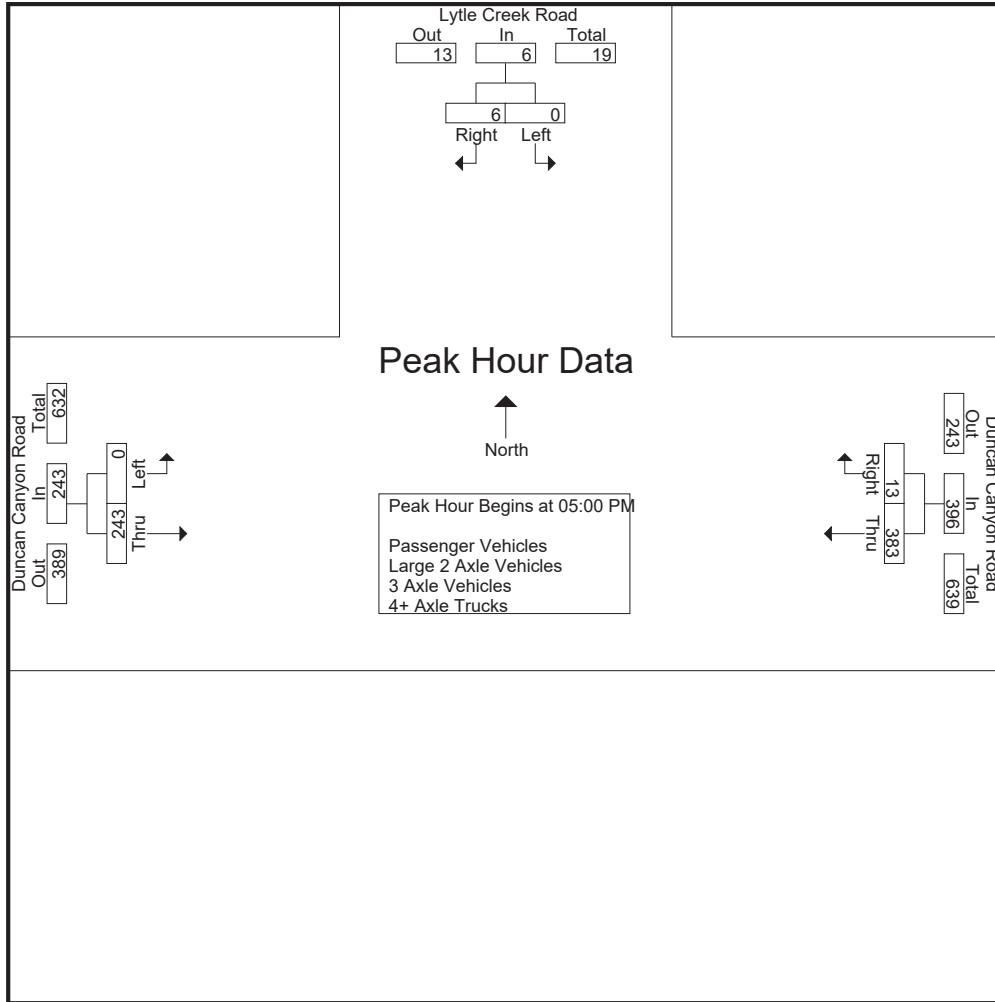 Lytle Creek Road
Out In Total
13 6 19
6 0
Right Left
Peak Hour Data
North
Duncan Canyon Road
Total In Out
632 243 389
0 243
Left Thru
Duncan Canyon Road
Out In Total
243 396 639
13 383
Right Thru
Peak Hour Begins at 05:00 PM
Passenger Vehicles
Large 2 Axle Vehicles
3 Axle Vehicles
4+ Axle Trucks